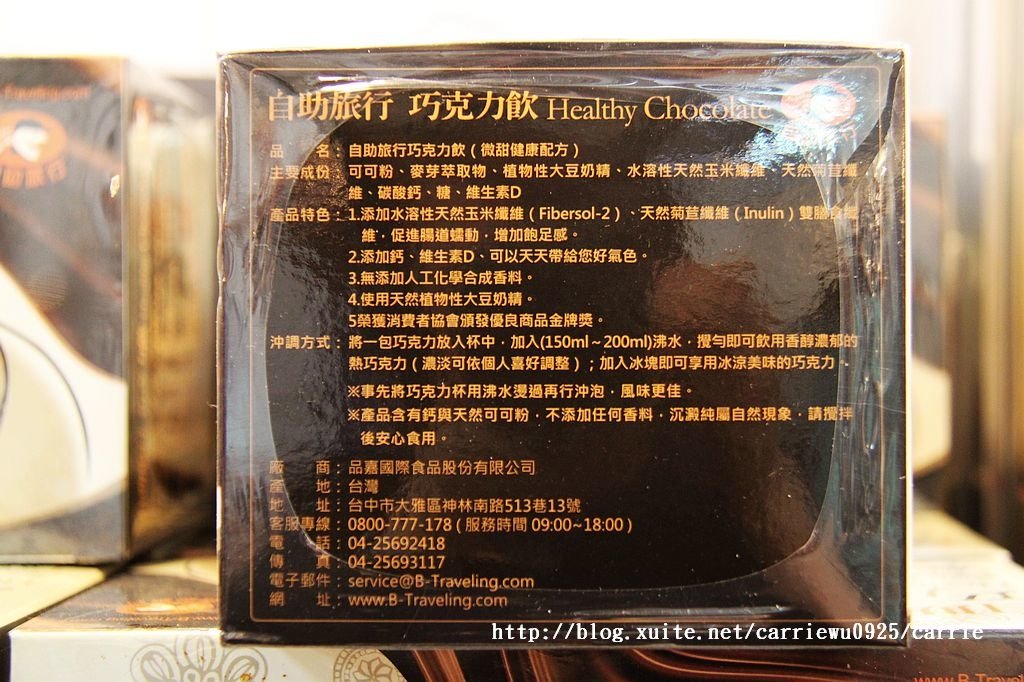 自助旅行 巧克力飲 Healthy Chocolate
品 名：自助旅行巧克力飲（微甜健康配方）
主要成份：可可粉、麥芽萃取物、植物性大豆奶精、水溶性天然玉米纖維、天然菊苣纖
維、碳酸鈣、糖、維生素D
產品特色：1.添加水溶性天然玉米纖維（Fibersol-2）、天然菊苣纖維（Inulin）雙膳食纖
維，促進腸道蠕動，增加飽足感。
2.添加鈣、維生素D、可以天天帶給您好氣色。
3.無添加人工化學合成香料。
4.使用天然植物性大豆奶精。
5榮獲消費者協會頒發優良商品金牌獎。
沖調方式：將一包巧克力放入杯中，加入(150ml~200ml)沸水，攪勻即可飲用香醇濃郁的
熱巧克力（濃淡可依個人喜好調整）；加入冰塊即可享用冰涼美味的巧克力。
※事先將巧克力杯用沸水燙過再行沖泡，風味更佳。
※產品含有鈣與天然可可粉，不添加任何香料，沉澱純屬自然現象，請攪拌
後安心食用。
廠 商：品嘉國際食品股份有限公司
產 地：台灣
地 址：台中市大雅區神林南路513巷13號
客服專線：0800-777-178 ( 服務時間 09:00~18:00 )
電 話：04-25692418
傳 真：04-25693117
電子郵件：service@B-Traveling.com
網 址：www.B-Traveling.com
http://blog.xuite.net/carriewu0925/carrie